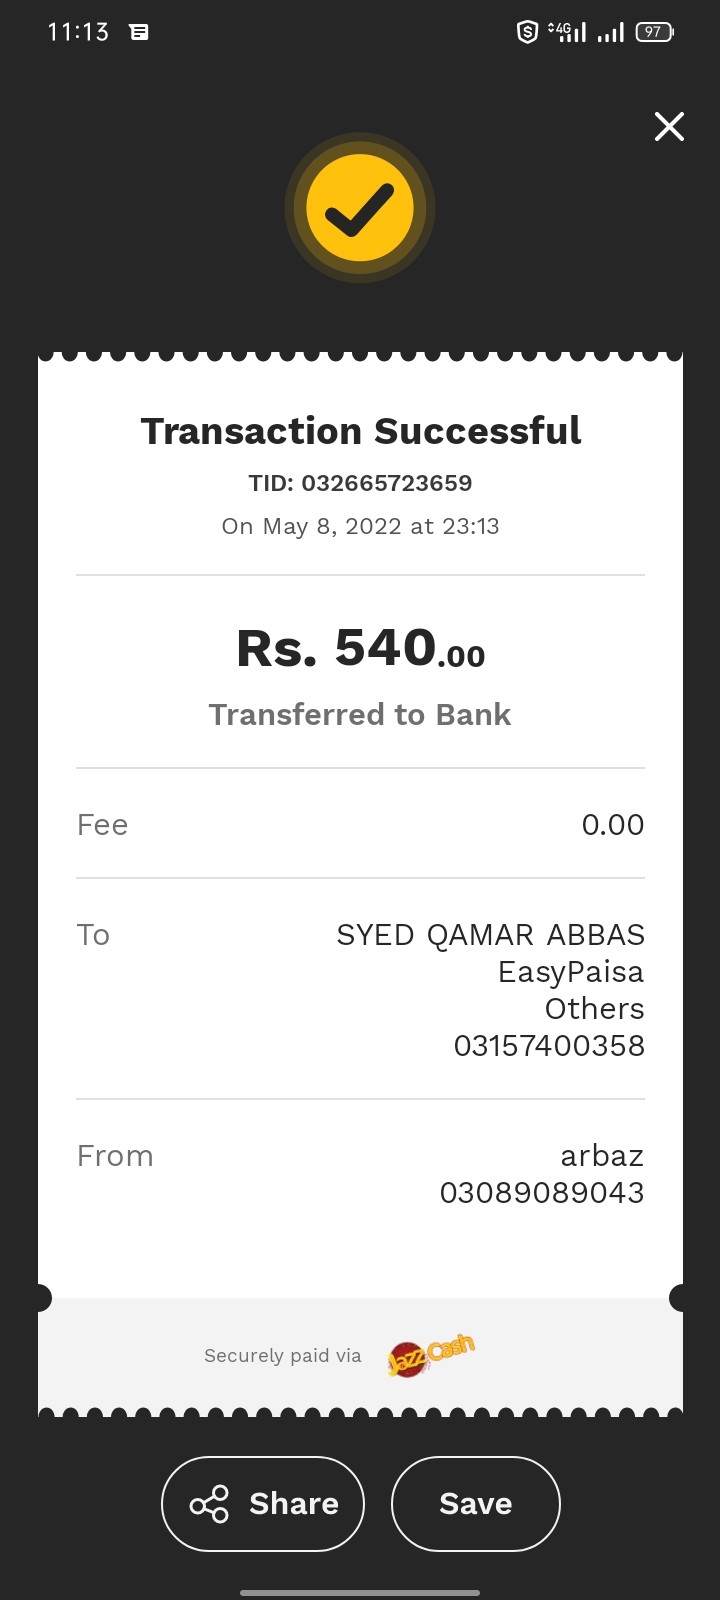 11:13
4G
97
Transaction Successful
TID: 032665723659
On May 8, 2022 at 23:13
Rs. 540.00
Transferred to Bank
Fee 0.00
To SYED QAMAR ABBAS
EasyPaisa
Others
03157400358
From arbaz
03089089043
Securely paid via Jazz Cash
Share Save